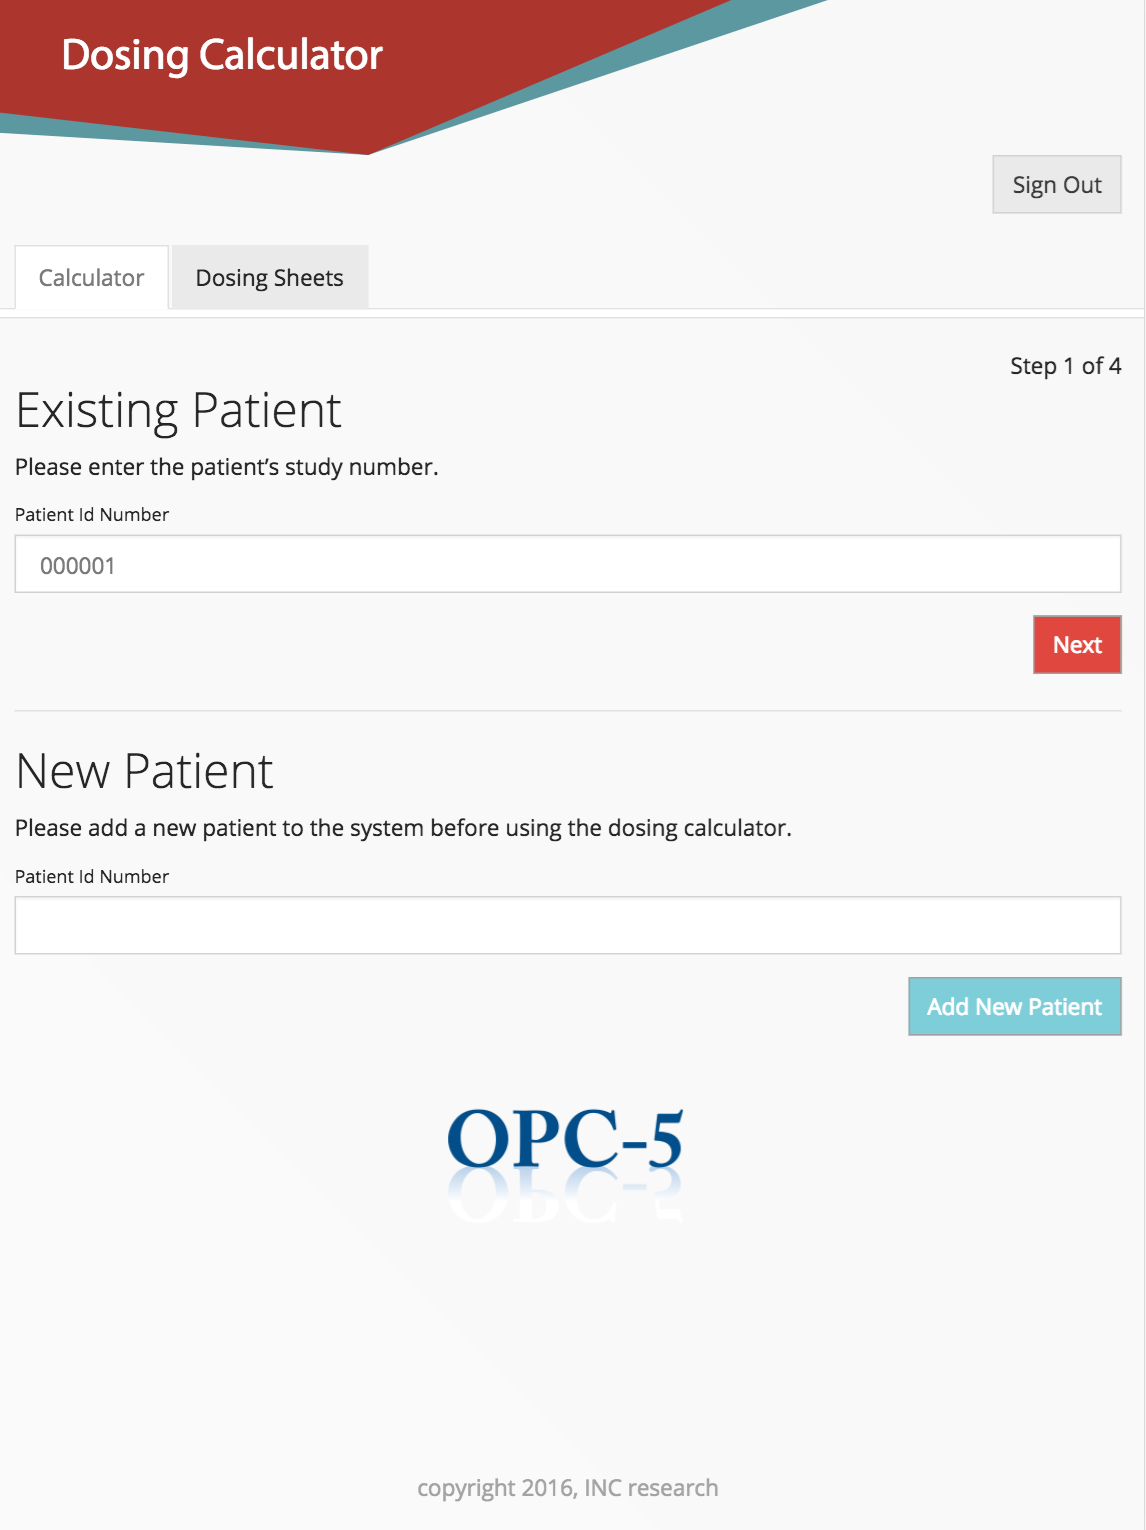 Dosing Calculator
Sign Out
Calculator
Dosing Sheets
Step 1 of 4
Existing Patient
Please enter the patient’s study number.
Patient Id Number
000001
Next
New Patient
Please add a new patient to the system before using the dosing calculator.
Patient Id Number
Add New Patient
OPC-5
copyright 2016, INC research